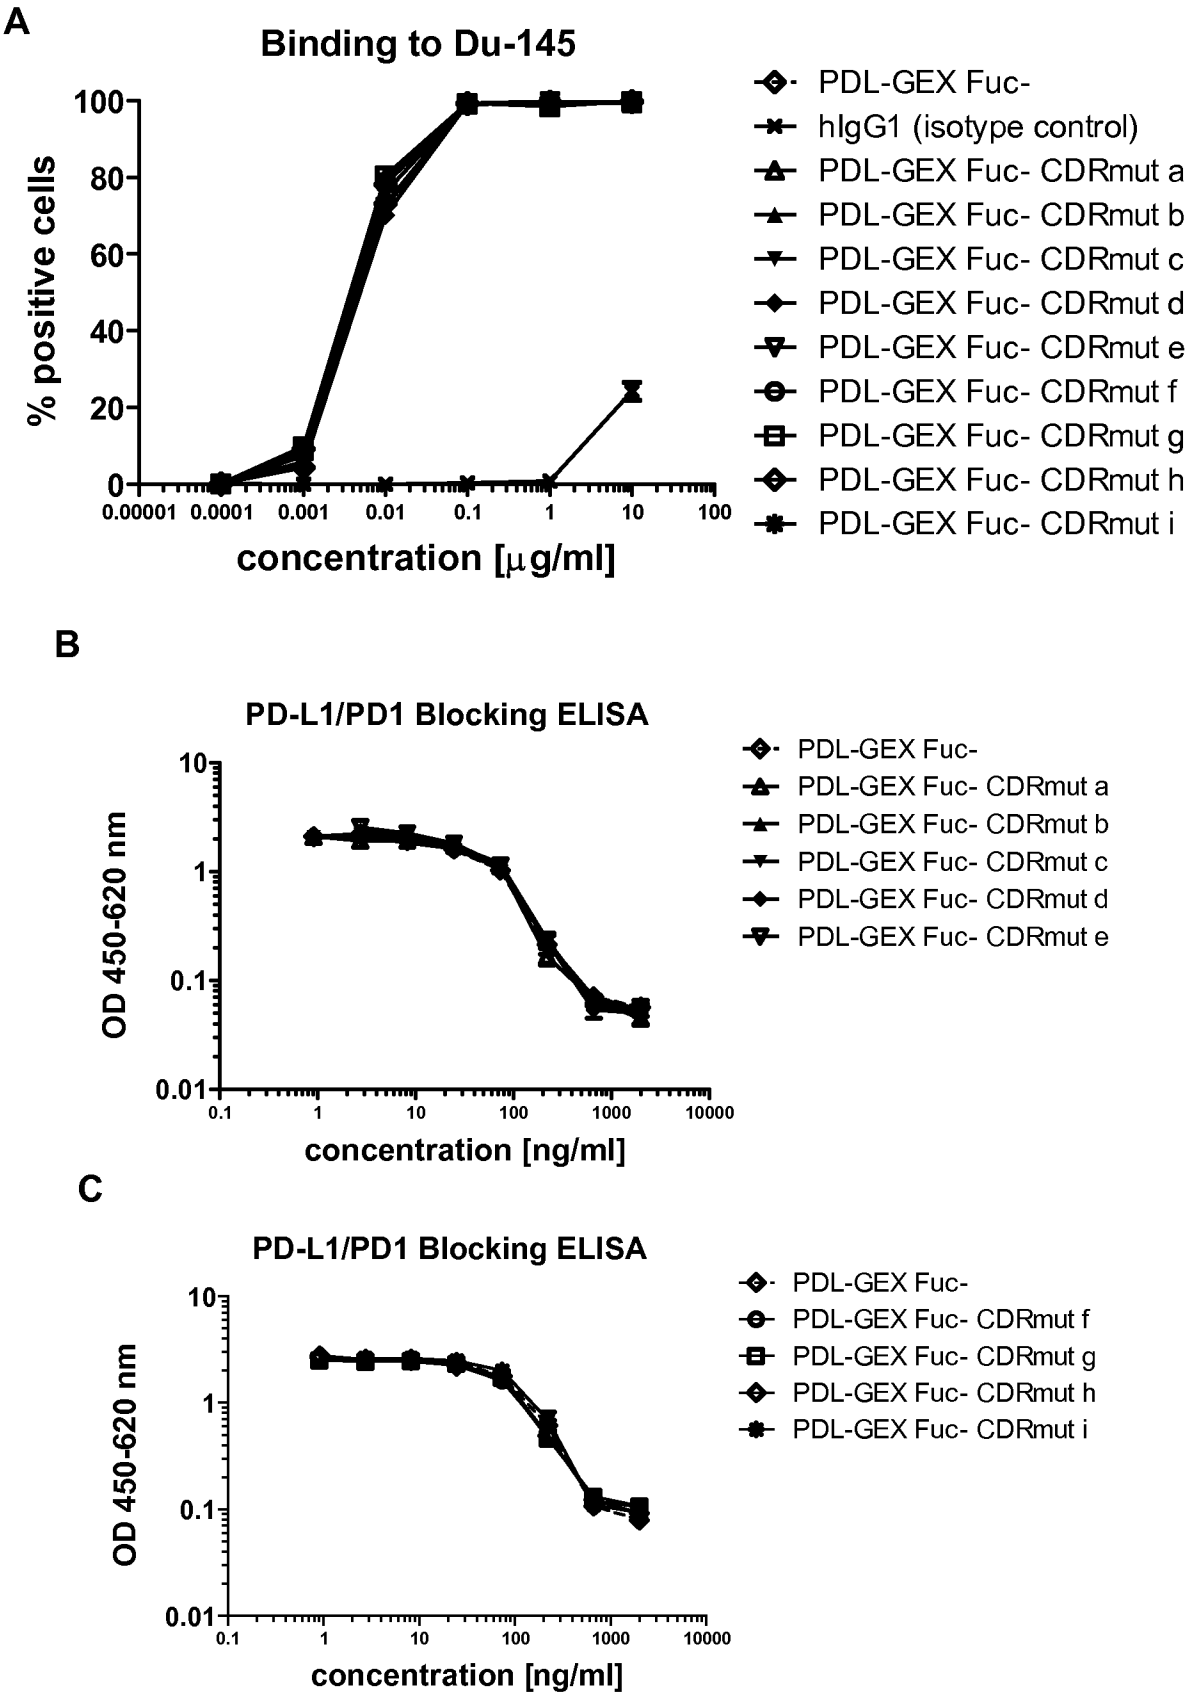 A
Binding to Du-145
% positive cells
100
80
60
40
20
0
0.00001 0.0001 0.001 0.01 0.1 1 10 100
concentration [μg/ml]
PDL-GEX Fuc-
hIgG1 (isotype control)
PDL-GEX Fuc- CDRmut a
PDL-GEX Fuc- CDRmut b
PDL-GEX Fuc- CDRmut c
PDL-GEX Fuc- CDRmut d
PDL-GEX Fuc- CDRmut e
PDL-GEX Fuc- CDRmut f
PDL-GEX Fuc- CDRmut g
PDL-GEX Fuc- CDRmut h
PDL-GEX Fuc- CDRmut i
B
PD-L1/PD1 Blocking ELISA
OD 450-620 nm
10
1
0.1
0.01
0.1 1 10 100 1000 10000
concentration [ng/ml]
PDL-GEX Fuc-
PDL-GEX Fuc- CDRmut a
PDL-GEX Fuc- CDRmut b
PDL-GEX Fuc- CDRmut c
PDL-GEX Fuc- CDRmut d
PDL-GEX Fuc- CDRmut e
C
PD-L1/PD1 Blocking ELISA
OD 450-620 nm
10
1
0.1
0.01
0.1 1 10 100 1000 10000
concentration [ng/ml]
PDL-GEX Fuc-
PDL-GEX Fuc- CDRmut f
PDL-GEX Fuc- CDRmut g
PDL-GEX Fuc- CDRmut h
PDL-GEX Fuc- CDRmut i